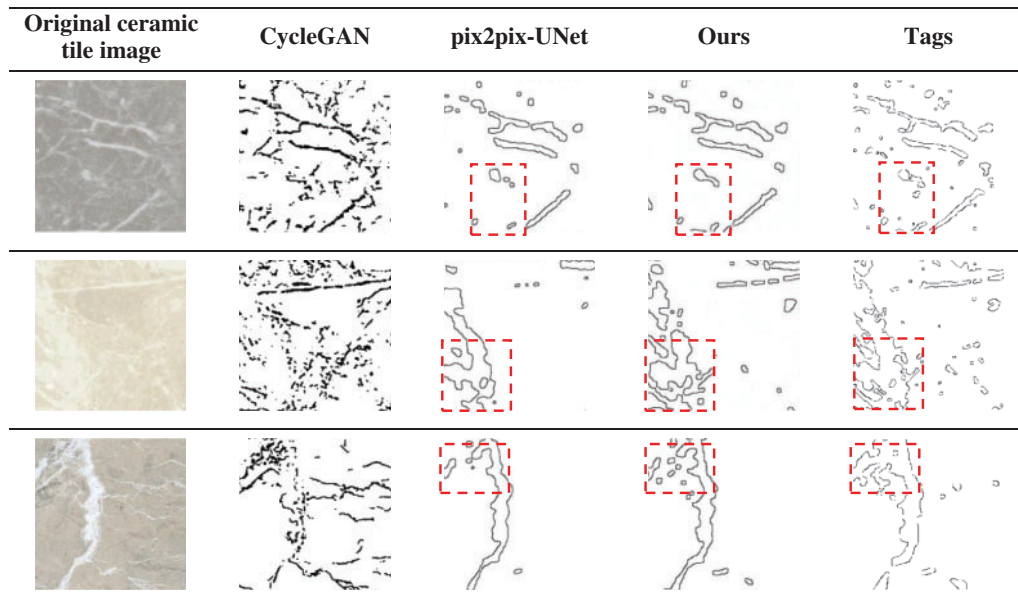 Original ceramic
tile image
CycleGAN
pix2pix-UNet
Ours
Tags